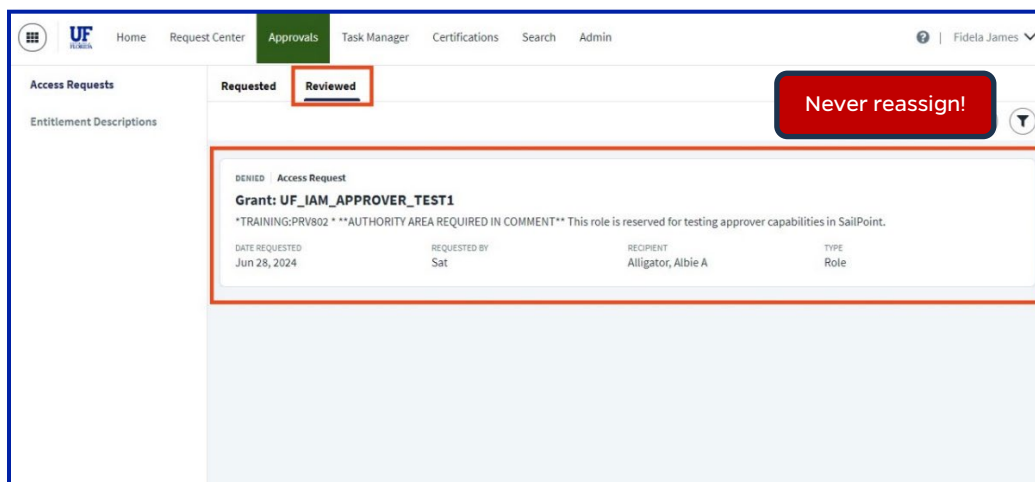 UF
FLORIDA
Home Request Center Approvals Task Manager Certifications Search Admin
? | Fidela James
Access Requests
Entitlement Descriptions
Requested Reviewed
Never reassign!
DENIED Access Request
Grant: UF_IAM_APPROVER_TEST1
*TRAINING:PRV802 * **AUTHORITY AREA REQUIRED IN COMMENT** This role is reserved for testing approver capabilities in SailPoint.
DATE REQUESTED REQUESTED BY RECIPIENT TYPE
Jun 28, 2024 Sat Alligator, Albie A Role